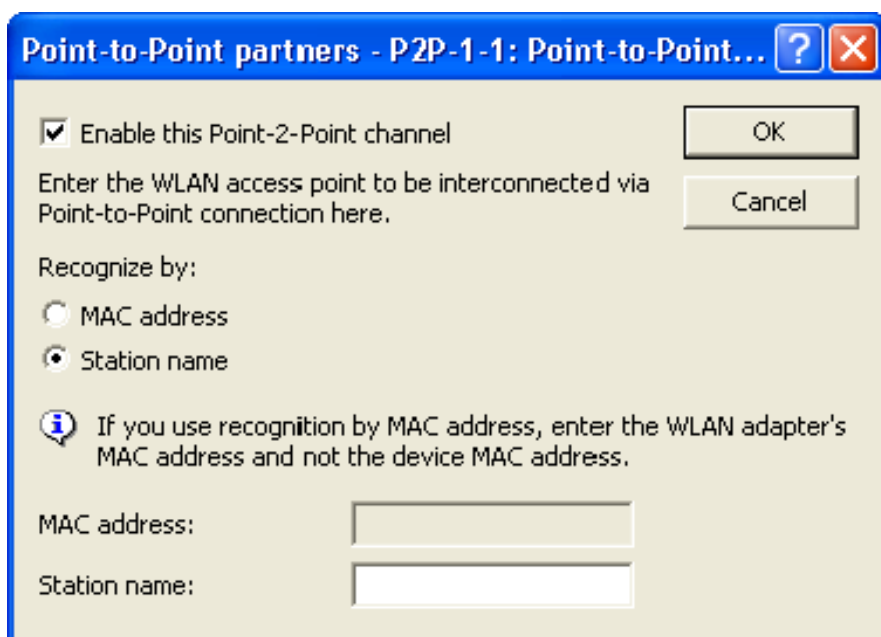 Point-to-Point partners - P2P-1-1: Point-to-Point...
Enable this Point-2-Point channel
OK
Enter the WLAN access point to be interconnected via
Point-to-Point connection here.
Cancel
Recognize by:
MAC address
Station name
If you use recognition by MAC address, enter the WLAN adapter's
MAC address and not the device MAC address.
MAC address:
Station name: